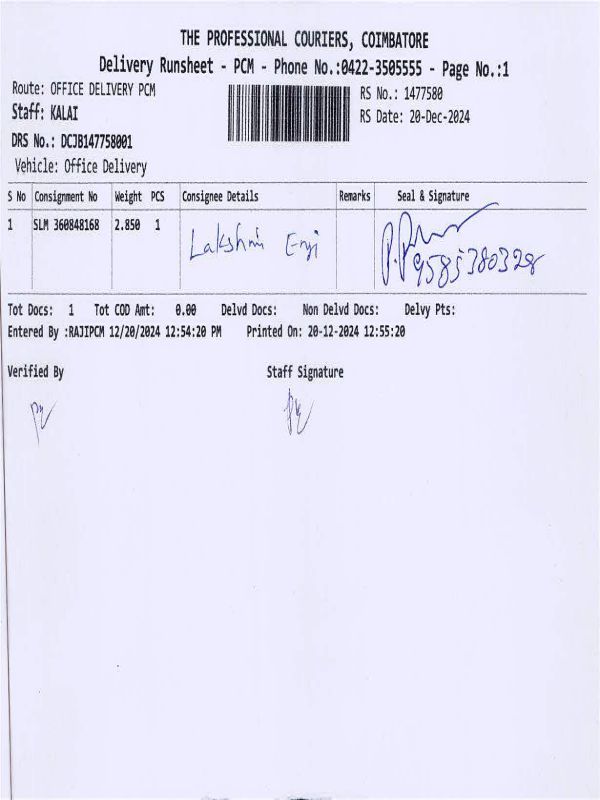 THE PROFESSIONAL COURIERS, COIMBATORE
Delivery Runsheet - PCM - Phone No.:0422-3505555 - Page No.:1
Route: OFFICE DELIVERY PCM
RS No.: 1477580
Staff: KALAI
RS Date: 20-Dec-2024
DRS No.: DCJB147758001
Vehicle: Office Delivery
S No Consignment No Weight PCS Consignee Details Remarks Seal & Signature
1 SLM 360848168 2.850 1 Lakshmi Engi
9585380328
Tot Docs: 1 Tot COD Amt: 0.00 Delvd Docs: Non Delvd Docs: Delvy Pts:
Entered By :RAJIPCM 12/20/2024 12:54:20 PM Printed On: 20-12-2024 12:55:20
Verified By Staff Signature